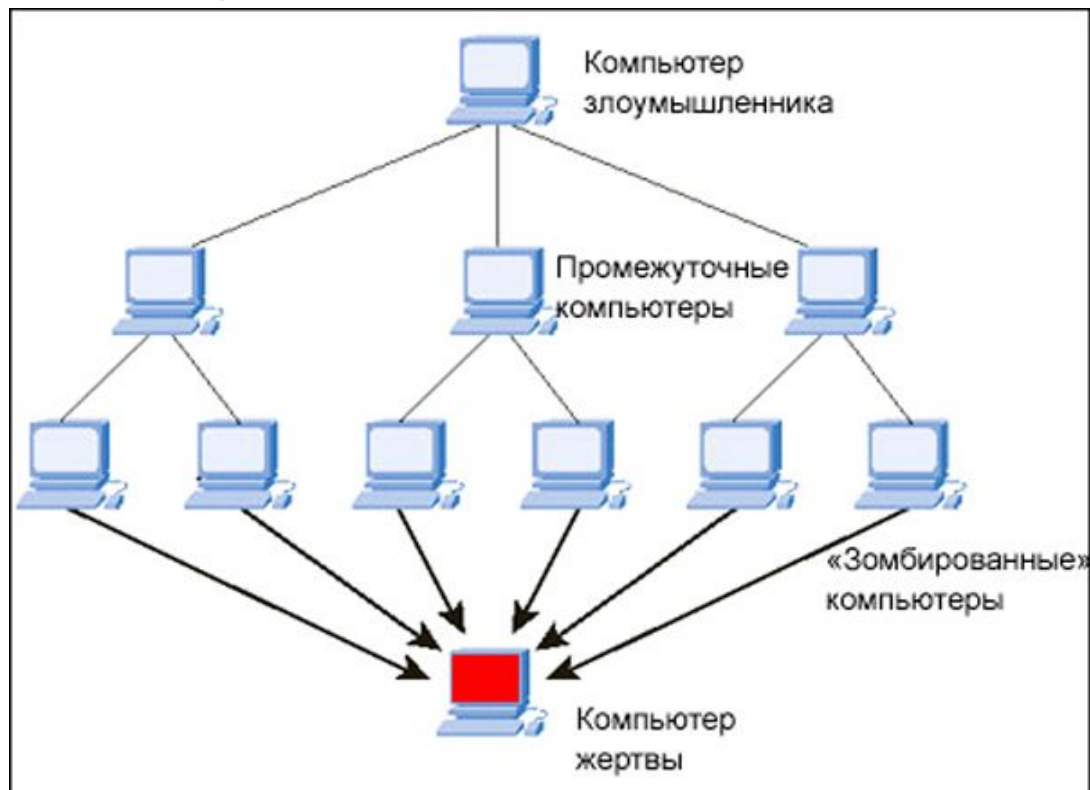 Компьютер
злоумышленника
Промежуточные
компьютеры
«Зомбированные»
компьютеры
Компьютер
жертвы